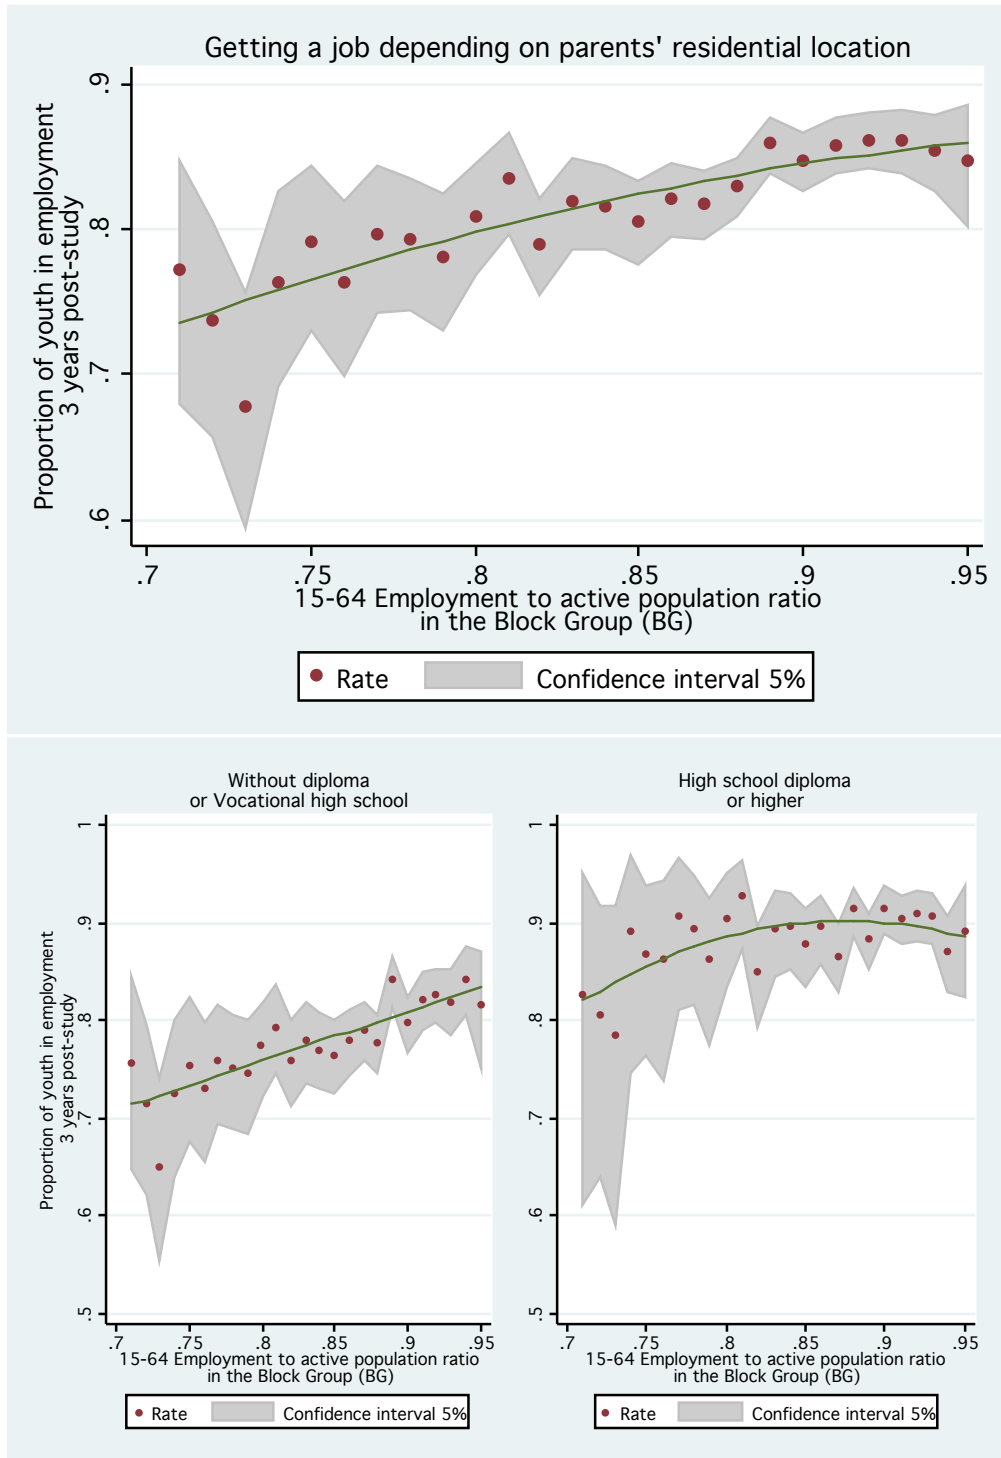 Getting a job depending on parents' residential location
Proportion of youth in employment
3 years post-study
.9
.8
.7
.6
.7 .75 .8 .85 .9 .95
15-64 Employment to active population ratio
in the Block Group (BG)
Rate Confidence interval 5%
Without diploma
or Vocational high school
Proportion of youth in employment
3 years post-study
1
.9
.8
.7
.6
.5
.7 .75 .8 .85 .9 .95
15-64 Employment to active population ratio
in the Block Group (BG)
Rate Confidence interval 5%
High school diploma
or higher
1
.9
.8
.7
.6
.5
.7 .75 .8 .85 .9 .95
15-64 Employment to active population ratio
in the Block Group (BG)
Rate Confidence interval 5%